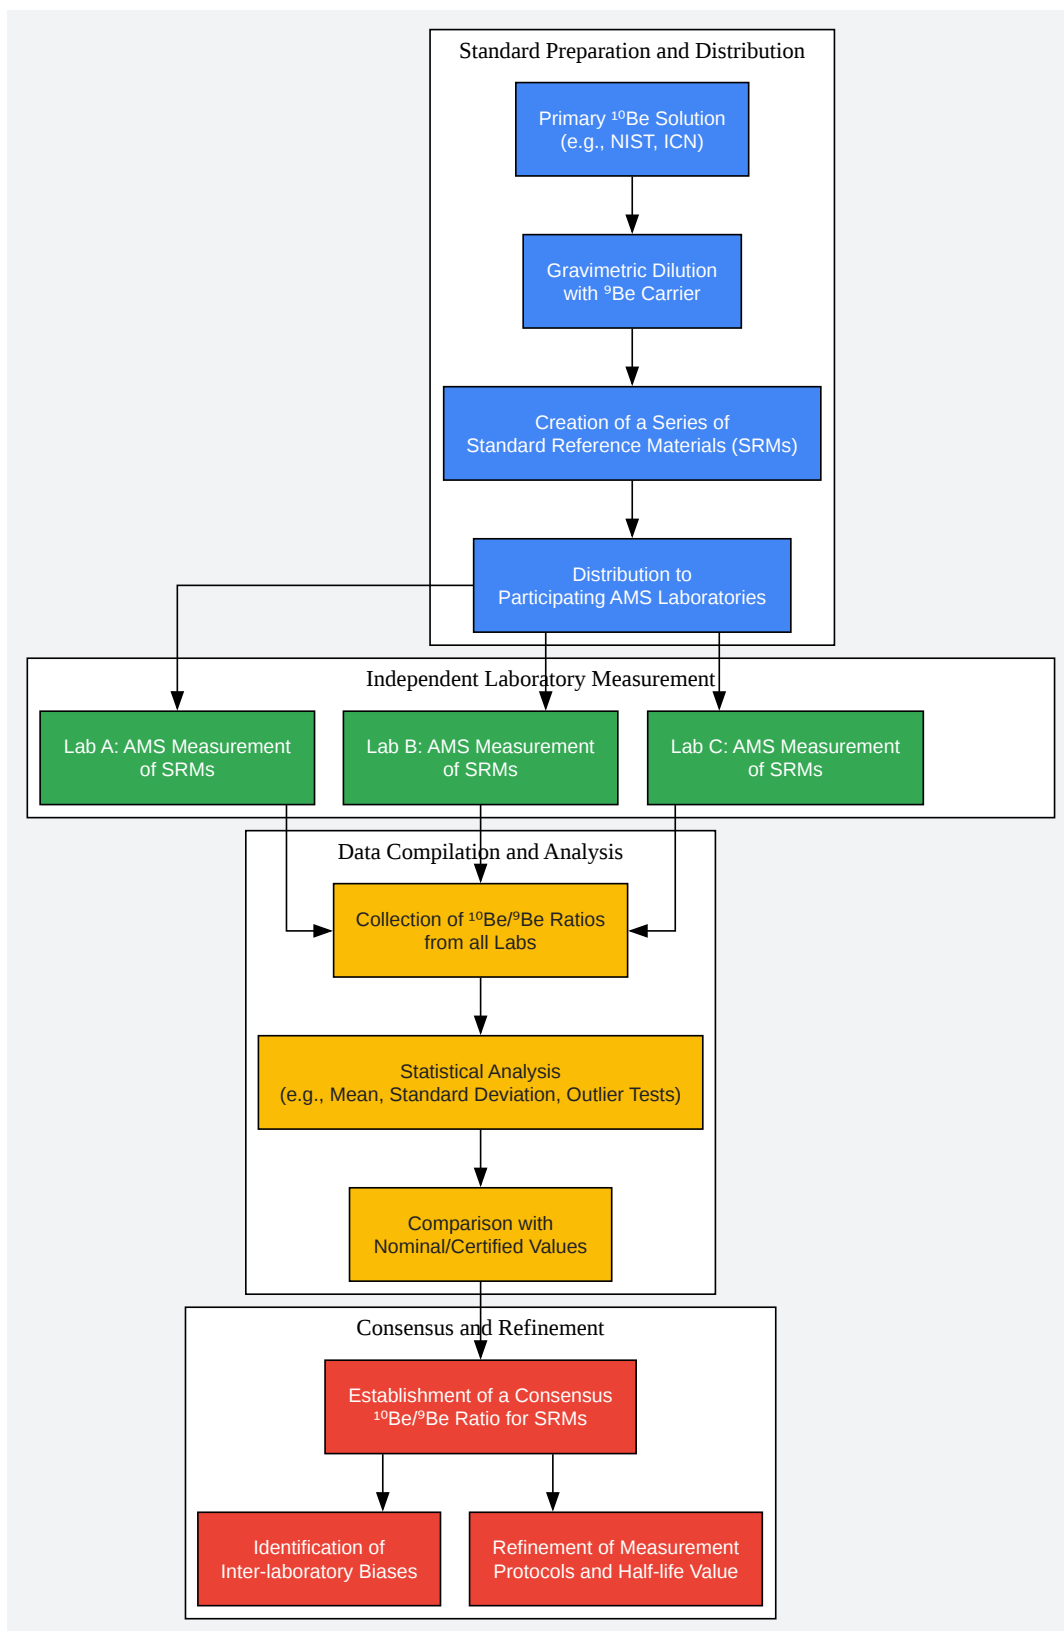 Standard Preparation and Distribution
Primary ¹⁰Be Solution
(e.g., NIST, ICN)
Gravimetric Dilution
with ⁹Be Carrier
Creation of a Series of
Standard Reference Materials (SRMs)
Distribution to
Participating AMS Laboratories
Independent Laboratory Measurement
Lab A: AMS Measurement
of SRMs
Lab B: AMS Measurement
of SRMs
Lab C: AMS Measurement
of SRMs
Data Compilation and Analysis
Collection of ¹⁰Be/⁹Be Ratios
from all Labs
Statistical Analysis
(e.g., Mean, Standard Deviation, Outlier Tests)
Comparison with
Nominal/Certified Values
Consensus and Refinement
Establishment of a Consensus
¹⁰Be/⁹Be Ratio for SRMs
Identification of
Inter-laboratory Biases
Refinement of Measurement
Protocols and Half-life Value